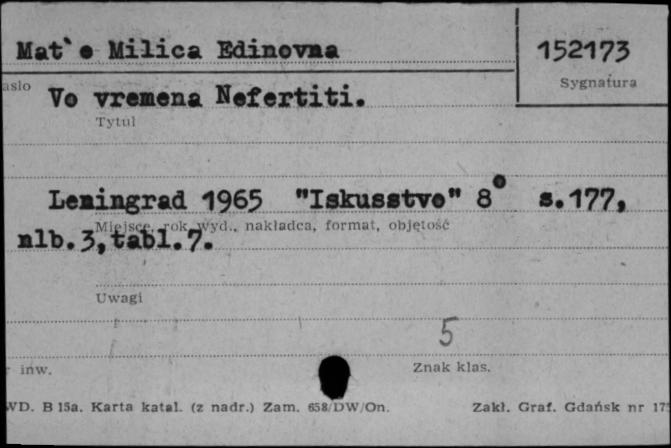 Mat`e Milica Edinovna
152173
asło
Sygnatura
Vo vremena Nefertiti.
Tytuł
Leningrad 1965 "Iskusstvo" 8° s.177,
Miejsce, rok wyd., nakładca, format, objętość
nlb.3,tabl.7.
Uwagi
5
r inw.
Znak klas.
WD. B 15a. Karta katal. (z nadr.) Zam. 658/DW/On. Zakł. Graf. Gdańsk nr 175